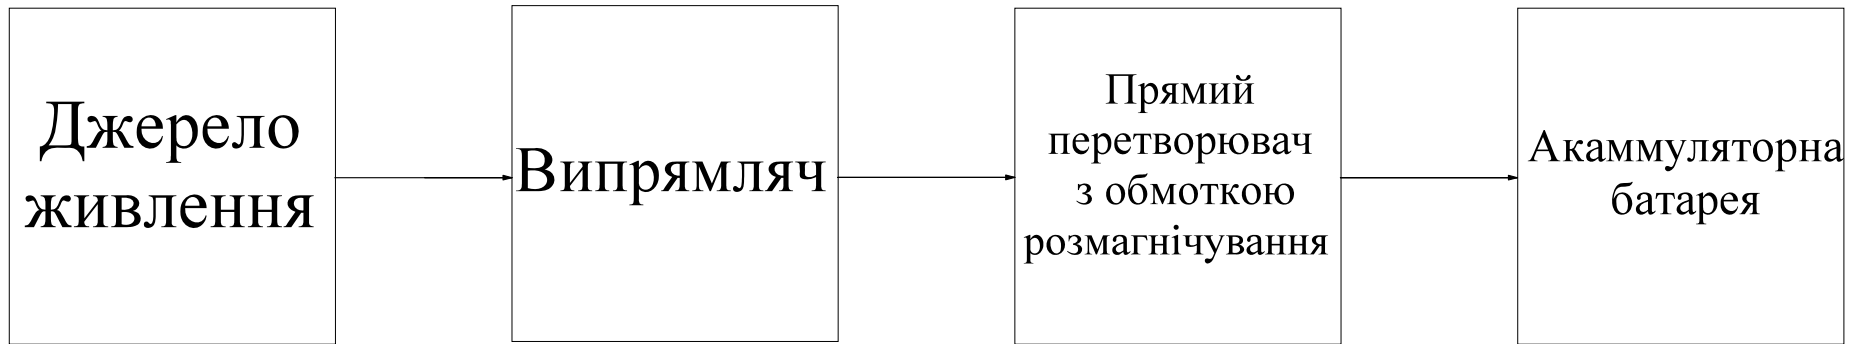 Джерело
живлення
Випрямляч
Прямий
перетворювач
з обмоткою
розмагнічування
Акаммуляторна
батарея